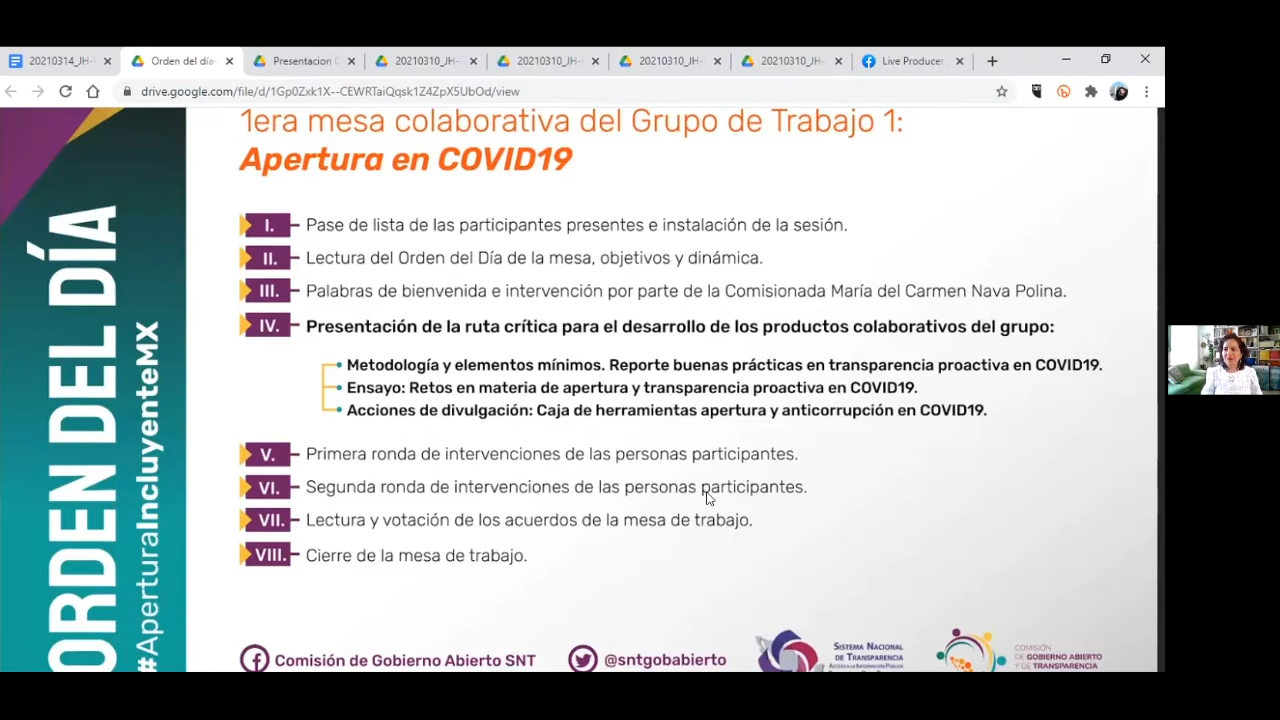 20210314_JH-
Orden del día-
Presentacion
20210310_JH-
20210310_JH-
20210310_JH-
20210310_JH-
Live Producer
drive.google.com/file/d/1Gp0Zxk1X--CEWRTaiQqsk1Z4ZpX5UbOd/view
ORDEN DEL DÍA
#AperturaIncluyenteMX
1era mesa colaborativa del Grupo de Trabajo 1:
Apertura en COVID19
I. Pase de lista de las participantes presentes e instalación de la sesión.
II. Lectura del Orden del Día de la mesa, objetivos y dinámica.
III. Palabras de bienvenida e intervención por parte de la Comisionada María del Carmen Nava Polina.
IV. Presentación de la ruta crítica para el desarrollo de los productos colaborativos del grupo:
• Metodología y elementos mínimos. Reporte buenas prácticas en transparencia proactiva en COVID19.
• Ensayo: Retos en materia de apertura y transparencia proactiva en COVID19.
• Acciones de divulgación: Caja de herramientas apertura y anticorrupción en COVID19.
V. Primera ronda de intervenciones de las personas participantes.
VI. Segunda ronda de intervenciones de las personas participantes.
VII. Lectura y votación de los acuerdos de la mesa de trabajo.
VIII. Cierre de la mesa de trabajo.
Comisión de Gobierno Abierto SNT
@sntgobabierto
SISTEMA NACIONAL
DE TRANSPARENCIA
COMISIÓN
DE GOBIERNO ABIERTO
Y DE TRANSPARENCIA